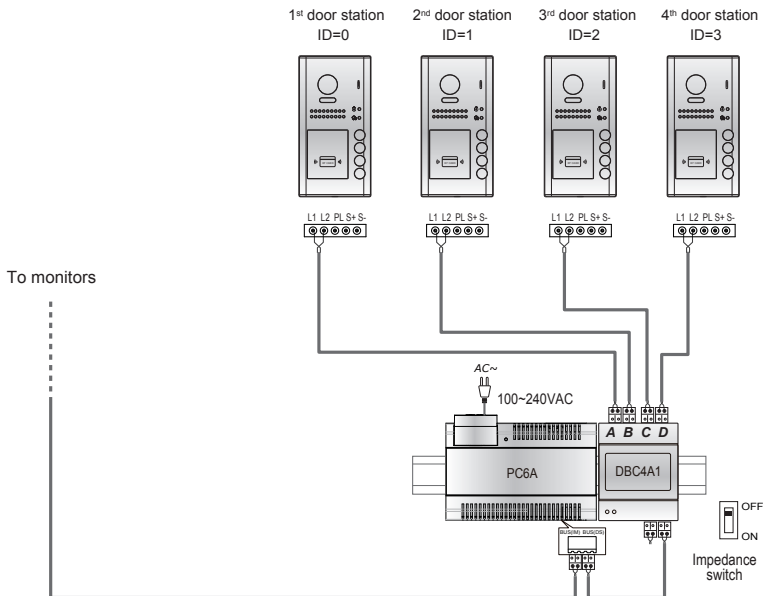 1st door station 2nd door station 3rd door station 4th door station
ID=0 ID=1 ID=2 ID=3
L1 L2 PL S+ S- L1 L2 PL S+ S- L1 L2 PL S+ S- L1 L2 PL S+ S-
To monitors
AC~
100~240VAC
A B C D
PC6A DBC4A1
OFF
ON
BUS(IM) BUS(DS)
Impedance
switch